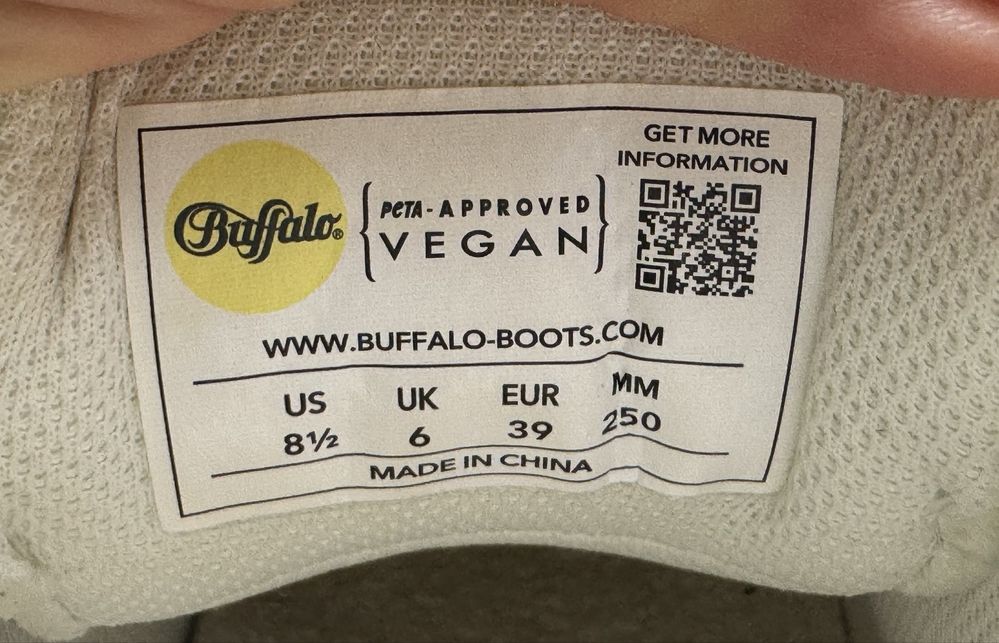 Buffalo®
PETA-APPROVED
VEGAN
GET MORE
INFORMATION
WWW.BUFFALO-BOOTS.COM
US UK EUR MM
8½ 6 39 250
MADE IN CHINA